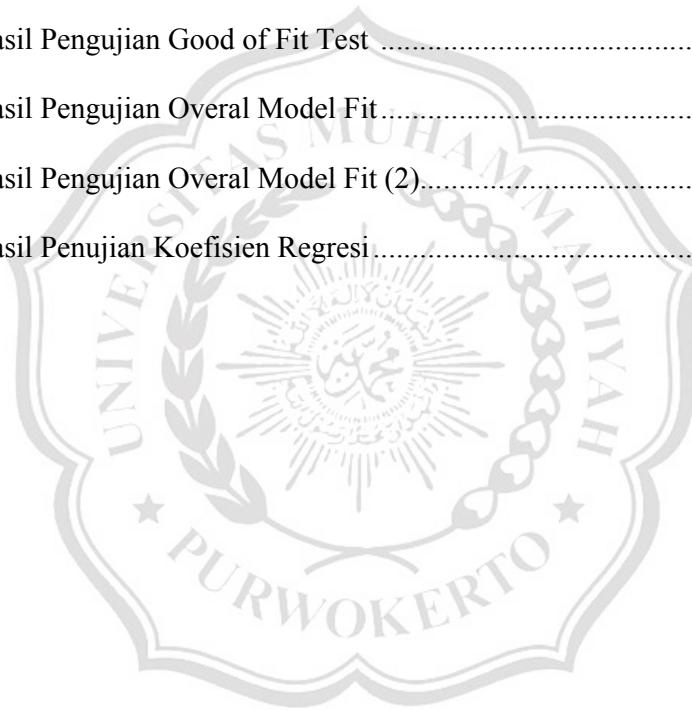 asil Pengujian Good of Fit Test ..........................................
asil Pengujian Overal Model Fit..........................................
asil Pengujian Overal Model Fit (2)......................................
asil Penujian Koefisien Regresi..........................................
UNIVERSITAS MUHAMMADIYAH
PURWOKERTO